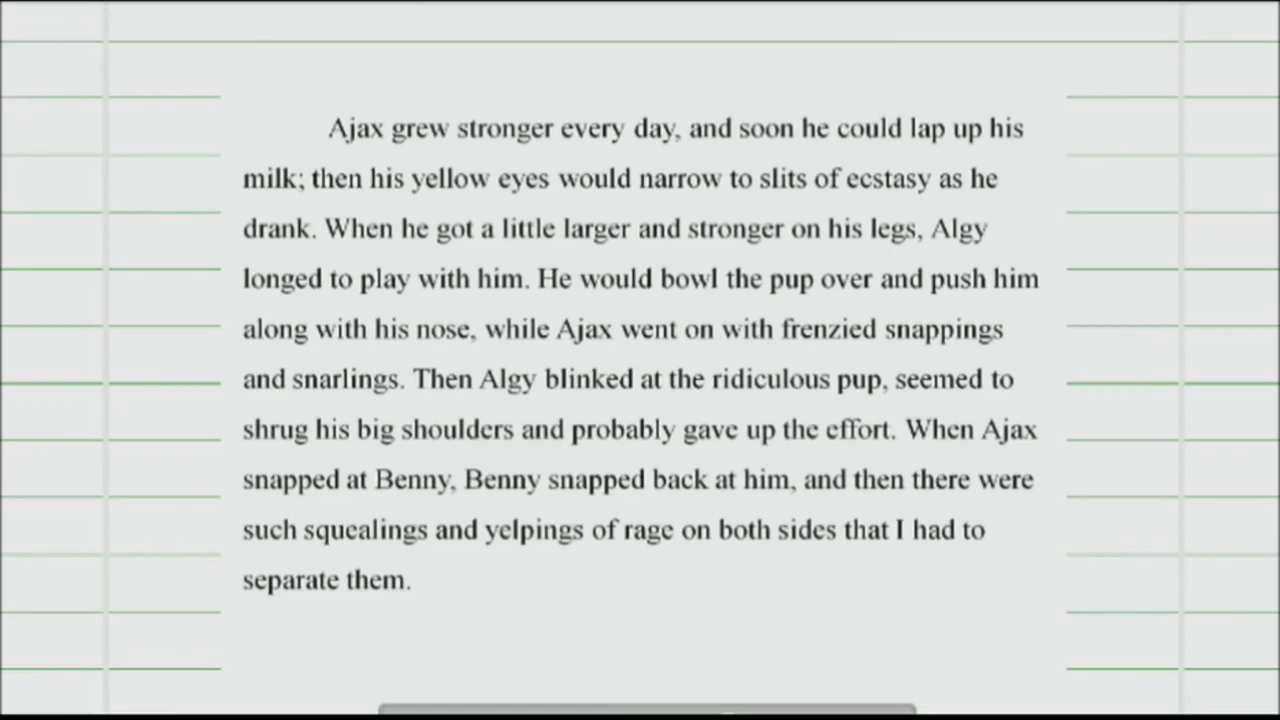 Ajax grew stronger every day, and soon he could lap up his
milk; then his yellow eyes would narrow to slits of ecstasy as he
drank. When he got a little larger and stronger on his legs, Algy
longed to play with him. He would bowl the pup over and push him
along with his nose, while Ajax went on with frenzied snappings
and snarlings. Then Algy blinked at the ridiculous pup, seemed to
shrug his big shoulders and probably gave up the effort. When Ajax
snapped at Benny, Benny snapped back at him, and then there were
such squealings and yelpings of rage on both sides that I had to
separate them.